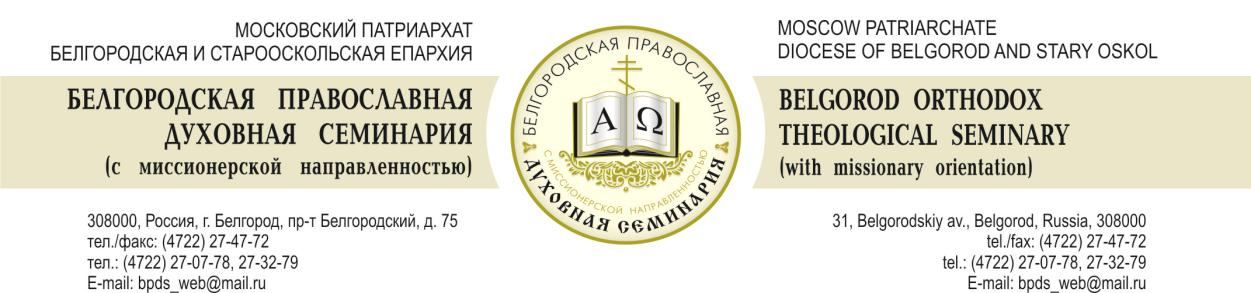 МОСКОВСКИЙ ПАТРИАРХАТ
БЕЛГОРОДСКАЯ И СТАРООСКОЛЬСКАЯ ЕПАРХИЯ
БЕЛГОРОДСКАЯ ПРАВОСЛАВНАЯ
ДУХОВНАЯ СЕМИНАРИЯ
(с миссионерской направленностью)
308000, Россия, г. Белгород, пр-т Белгородский, д. 75
тел./факс: (4722) 27-47-72
тел.: (4722) 27-07-78, 27-32-79
E-mail: bpds_web@mail.ru
БЕЛГОРОДСКАЯ ПРАВОСЛАВНАЯ
Α Ω
С МИССИОНЕРСКОЙ НАПРАВЛЕННОСТЬЮ
ДУХОВНАЯ СЕМИНАРИЯ
MOSCOW PATRIARCHATE
DIOCESE OF BELGOROD AND STARY OSKOL
BELGOROD ORTHODOX
THEOLOGICAL SEMINARY
(with missionary orientation)
31, Belgorodskiy av., Belgorod, Russia, 308000
tel./fax: (4722) 27-47-72
tel.: (4722) 27-07-78, 27-32-79
E-mail: bpds_web@mail.ru